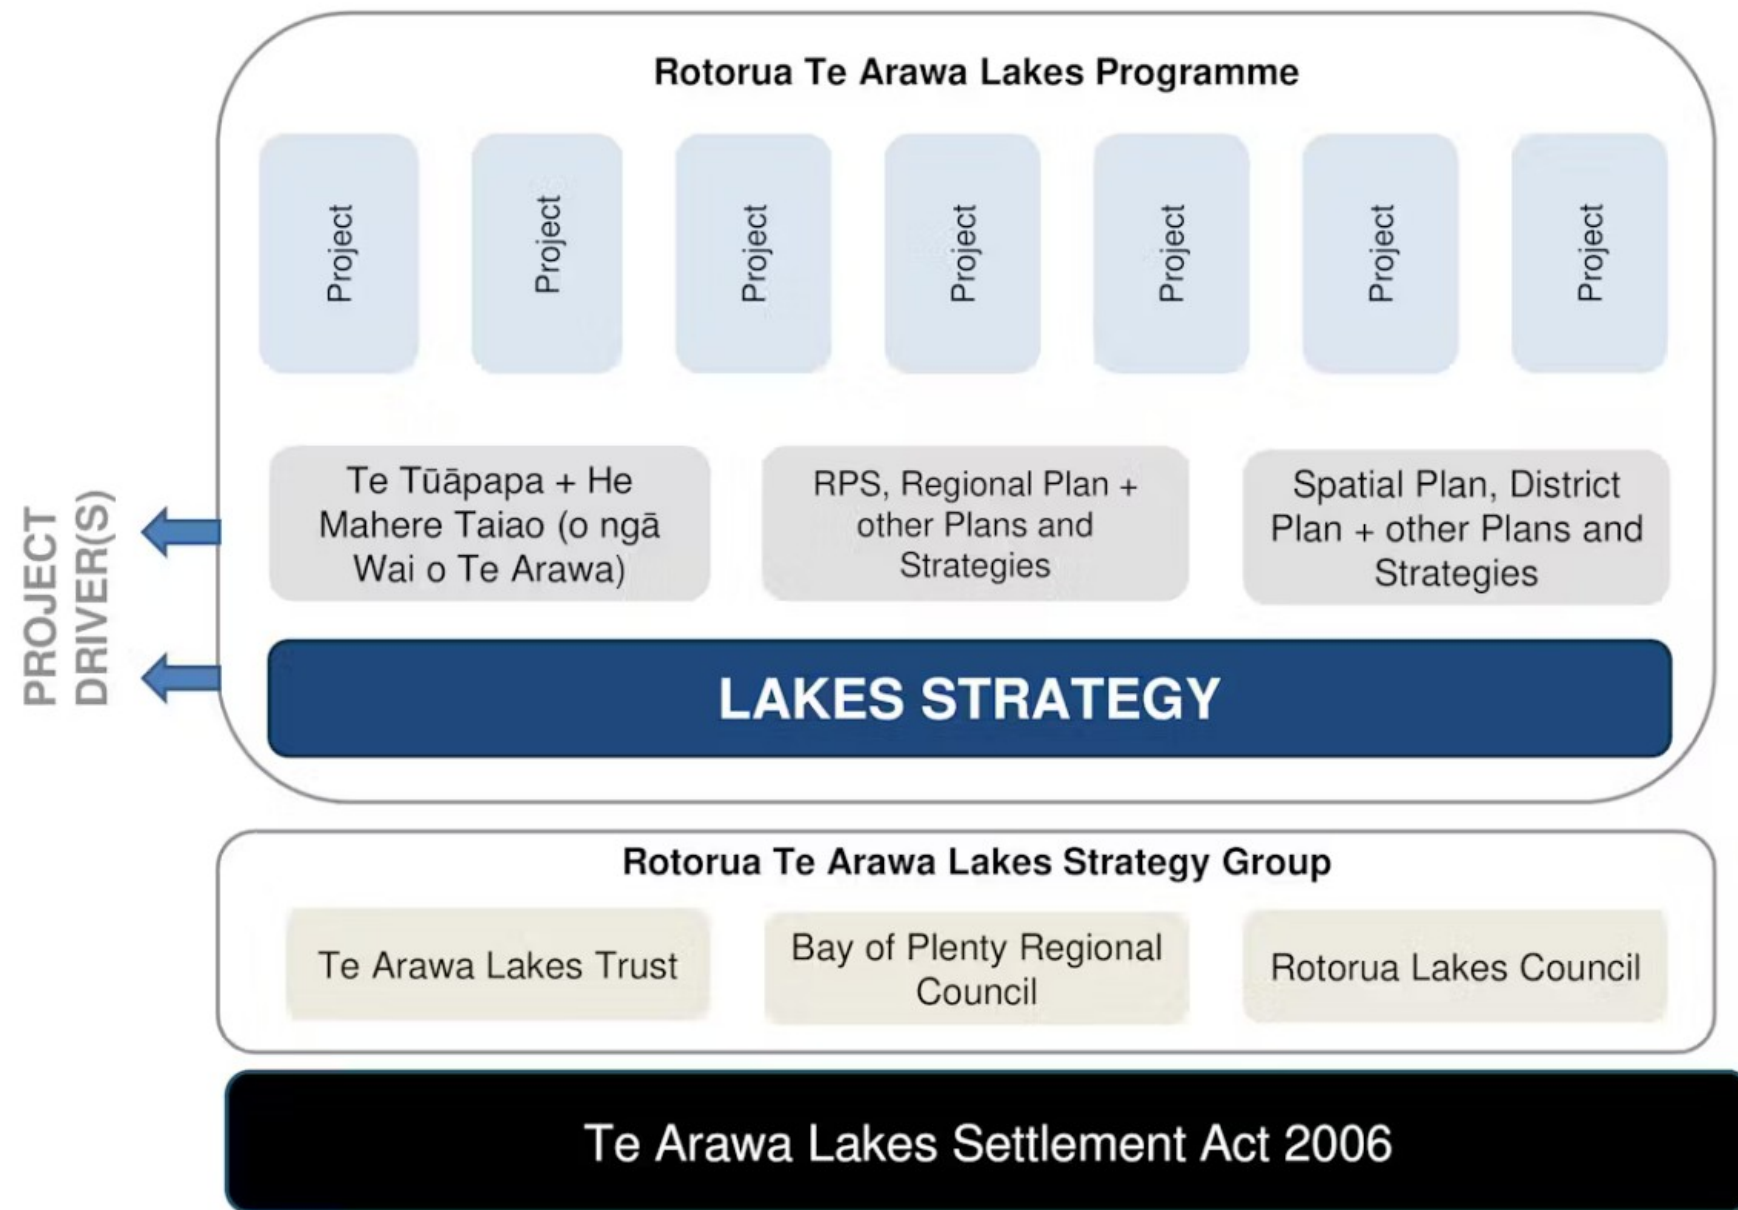 Rotorua Te Arawa Lakes Programme
Project
Project
Project
Project
Project
Project
Project
PROJECT
DRIVER(S)
Te Tūāpapa + He
Mahere Taiao (o ngā
Wai o Te Arawa)
RPS, Regional Plan +
other Plans and
Strategies
Spatial Plan, District
Plan + other Plans and
Strategies
LAKES STRATEGY
Rotorua Te Arawa Lakes Strategy Group
Te Arawa Lakes Trust
Bay of Plenty Regional
Council
Rotorua Lakes Council
Te Arawa Lakes Settlement Act 2006